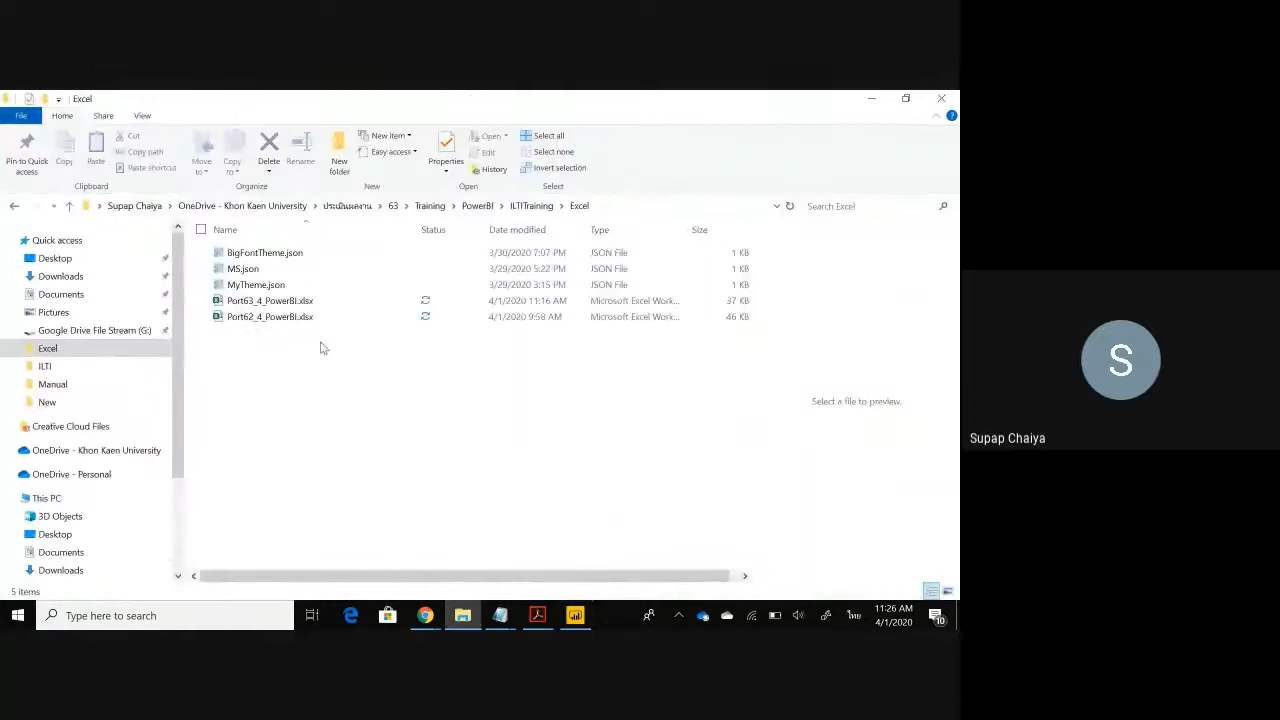 Excel
File Home Share View
Pin to Quick access
Copy
Paste
Cut
Copy path
Paste shortcut
Clipboard
Move to
Copy to
Delete
Rename
Organize
New folder
New item
Easy access
New
Properties
Open
Edit
History
Open
Select all
Select none
Invert selection
Select
Supap Chaiya > OneDrive - Khon Kaen University > ประเมินผลงาน > 63 > Training > PowerBI > ILTITraining > Excel
Search Excel
Name Status Date modified Type Size
BigFontTheme.json 3/30/2020 7:07 PM JSON File 1 KB
MS.json 3/29/2020 5:22 PM JSON File 1 KB
MyTheme.json 3/29/2020 3:15 PM JSON File 1 KB
Port63_4_PowerBI.xlsx 4/1/2020 11:16 AM Microsoft Excel Work... 37 KB
Port62_4_PowerBI.xlsx 4/1/2020 9:58 AM Microsoft Excel Work... 46 KB
Quick access
Desktop
Downloads
Documents
Pictures
Google Drive File Stream (G:)
Excel
ILTI
Manual
New
Creative Cloud Files
OneDrive - Khon Kaen University
OneDrive - Personal
This PC
3D Objects
Desktop
Documents
Downloads
Select a file to preview.
5 items
Type here to search
ไทย
11:26 AM
4/1/2020
10
S
Supap Chaiya